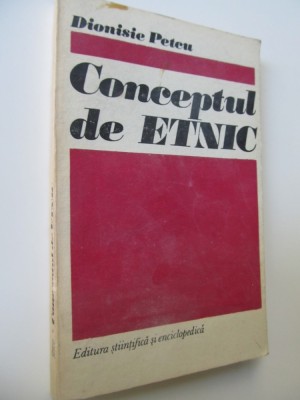 Dionisie Petcu
Conceptul
de ETNIC
Editura științifică și enciclopedică